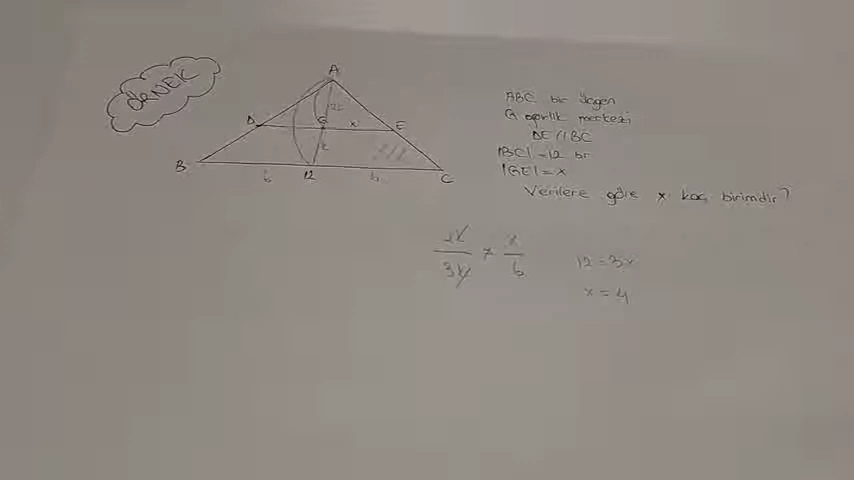 ÖRNEK
A
2k
D
G
x
E
k
B
6
12
6
C
ABC bir üçgen
G ağırlık merkezi
DE // BC
|BC| = 12 br
|GE| = x
Verilere göre x kaç birimdir?
2k x
3k 6
12 = 3x
x = 4